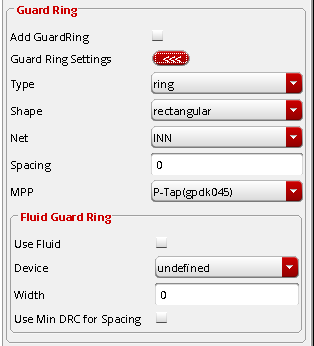 Guard Ring
Add GuardRing
Guard Ring Settings <<<
Type ring
Shape rectangular
Net INN
Spacing 0
MPP P-Tap(gpdk045)
Fluid Guard Ring
Use Fluid
Device undefined
Width 0
Use Min DRC for Spacing